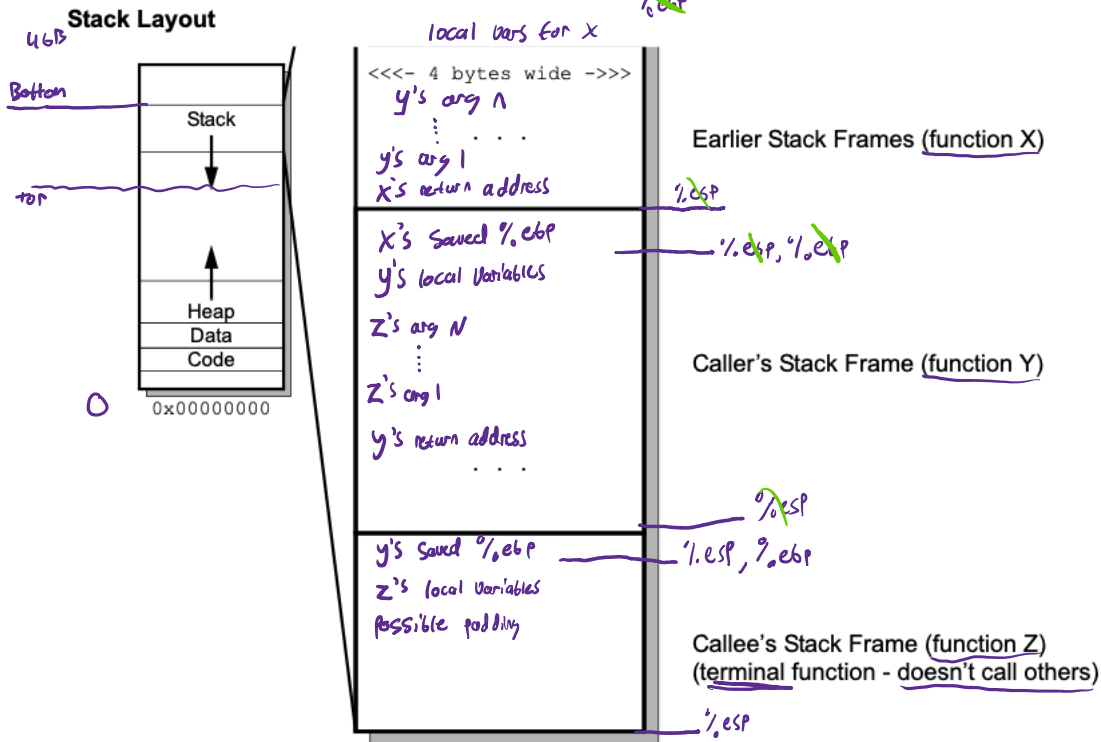 Stack Layout
%ebp
4GB
local vars for X
<<<- 4 bytes wide ->>>
Bottom
y's arg n
Stack
. . .
Earlier Stack Frames (function X)
y's arg 1
top
X's return address
%esp
X's Saved %ebp
%esp, %ebp
y's local variables
Heap
Z's arg N
Data
Code
Caller's Stack Frame (function Y)
Z's arg 1
0
0x00000000
y's return address
. . .
%esp
y's Saved %ebp
%esp, %ebp
Z's local variables
Possible padding
Callee's Stack Frame (function Z)
(terminal function - doesn't call others)
%esp